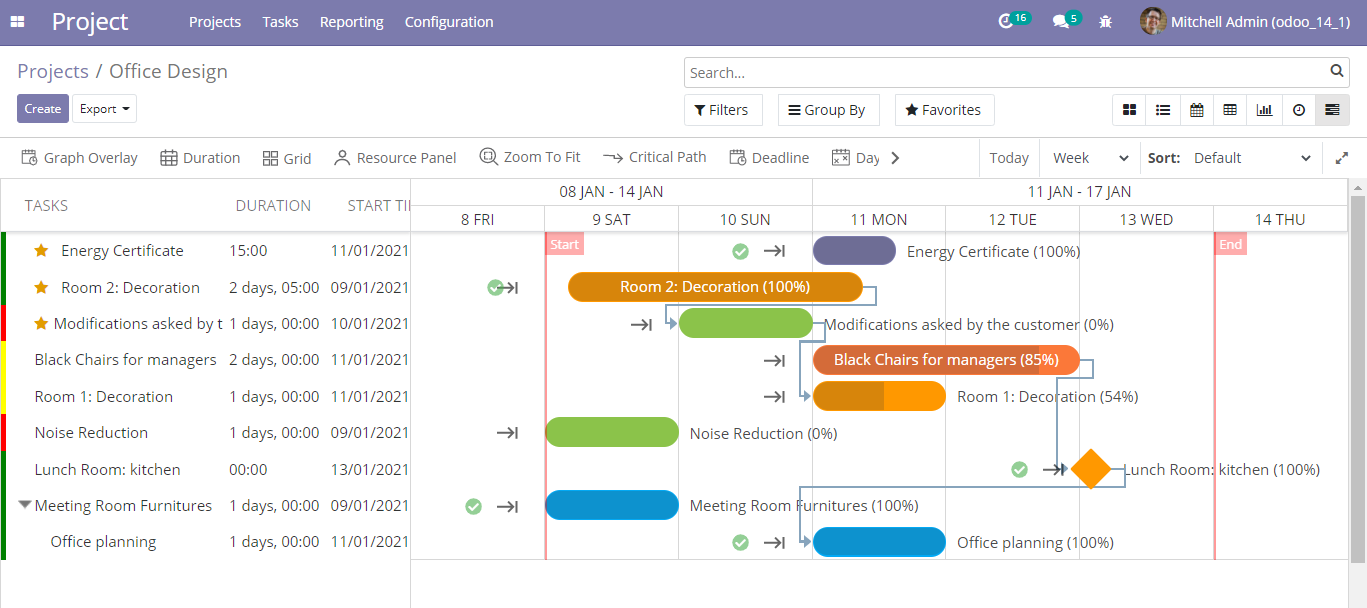 Project Projects Tasks Reporting Configuration 16 5 Mitchell Admin (odoo_14_1)
Projects / Office Design
Search...
Create Export Filters Group By Favorites
Graph Overlay Duration Grid Resource Panel Zoom To Fit Critical Path Deadline Day Today Week Sort: Default
TASKS DURATION START TI
08 JAN - 14 JAN 11 JAN - 17 JAN
8 FRI 9 SAT 10 SUN 11 MON 12 TUE 13 WED 14 THU
Start End
Energy Certificate 15:00 11/01/2021 Energy Certificate (100%)
Room 2: Decoration 2 days, 05:00 09/01/2021 Room 2: Decoration (100%)
Modifications asked by t 1 days, 00:00 10/01/2021 Modifications asked by the customer (0%)
Black Chairs for managers 2 days, 00:00 11/01/2021 Black Chairs for managers (85%)
Room 1: Decoration 1 days, 00:00 11/01/2021 Room 1: Decoration (54%)
Noise Reduction 1 days, 00:00 09/01/2021 Noise Reduction (0%)
Lunch Room: kitchen 00:00 13/01/2021 Lunch Room: kitchen (100%)
Meeting Room Furnitures 1 days, 00:00 09/01/2021 Meeting Room Furnitures (100%)
Office planning 1 days, 00:00 11/01/2021 Office planning (100%)